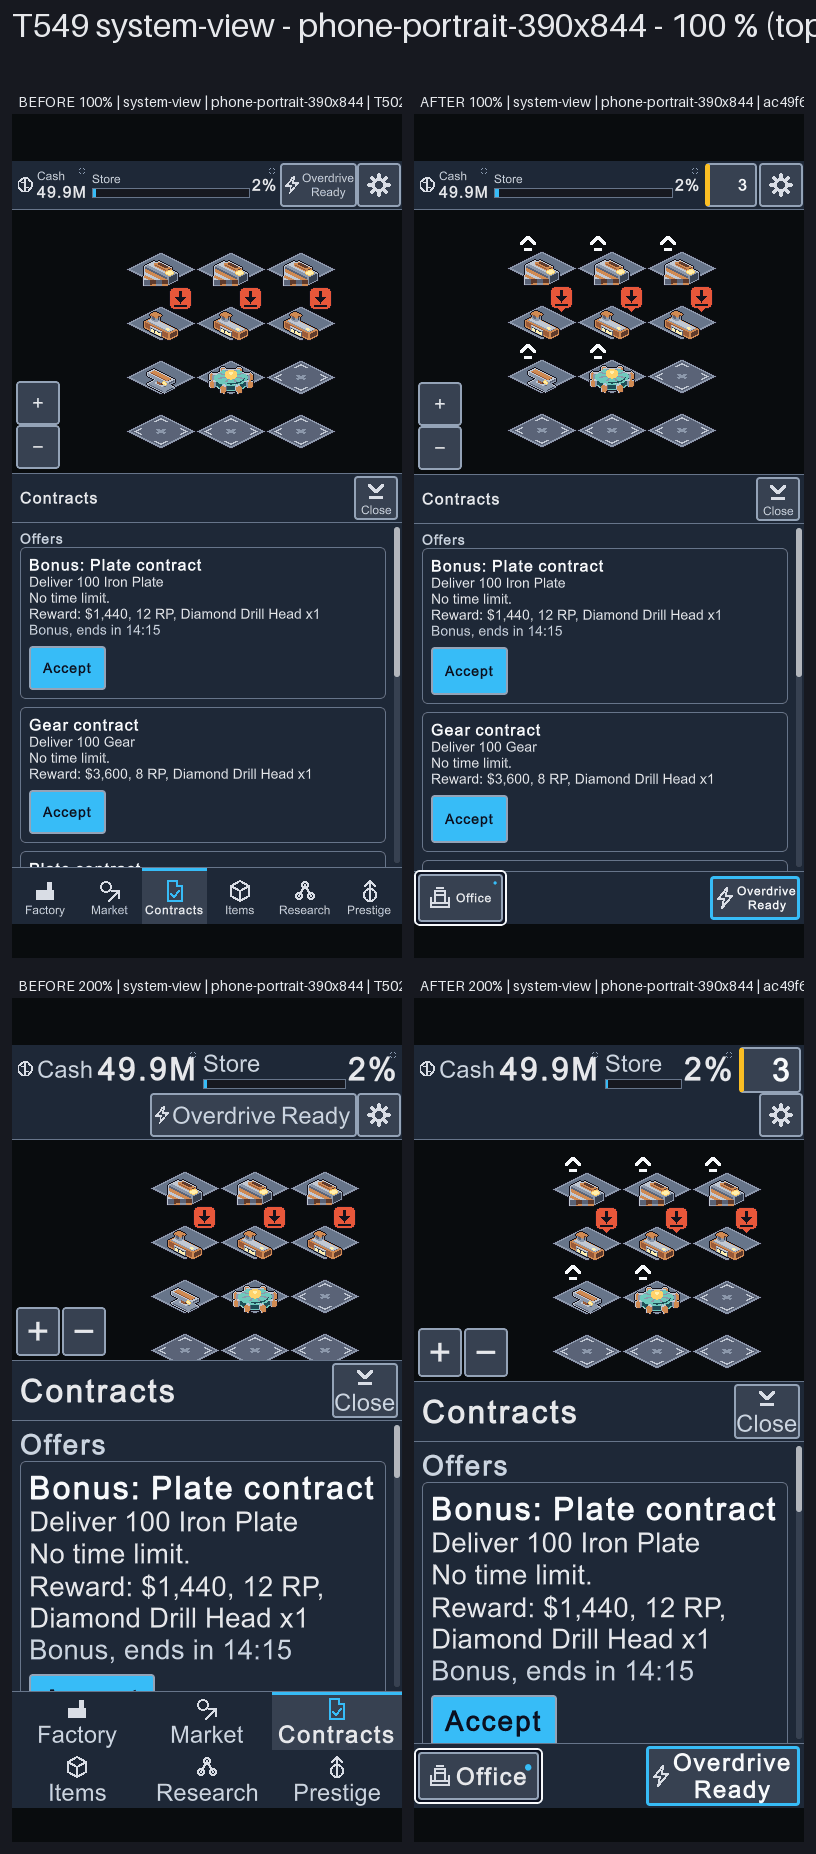 T549 system-view - phone-portrait-390x844 - 100 % (top
BEFORE 100% | system-view | phone-portrait-390x844 | T502
AFTER 100% | system-view | phone-portrait-390x844 | ac49f6
Cash
49.9M
Store
2%
Overdrive
Ready
Cash
49.9M
Store
2%
3
+
−
+
−
Contracts
Close
Offers
Bonus: Plate contract
Deliver 100 Iron Plate
No time limit.
Reward: $1,440, 12 RP, Diamond Drill Head x1
Bonus, ends in 14:15
Accept
Gear contract
Deliver 100 Gear
No time limit.
Reward: $3,600, 8 RP, Diamond Drill Head x1
Accept
Plate contract
Factory
Market
Contracts
Items
Research
Prestige
Contracts
Close
Offers
Bonus: Plate contract
Deliver 100 Iron Plate
No time limit.
Reward: $1,440, 12 RP, Diamond Drill Head x1
Bonus, ends in 14:15
Accept
Gear contract
Deliver 100 Gear
No time limit.
Reward: $3,600, 8 RP, Diamond Drill Head x1
Accept
Office
Overdrive
Ready
BEFORE 200% | system-view | phone-portrait-390x844 | T502
AFTER 200% | system-view | phone-portrait-390x844 | ac49f6
Cash 49.9M
Store
2%
Overdrive Ready
Cash 49.9M
Store
2%
3
+ −
+ −
Contracts
Close
Offers
Bonus: Plate contract
Deliver 100 Iron Plate
No time limit.
Reward: $1,440, 12 RP,
Diamond Drill Head x1
Bonus, ends in 14:15
Factory
Market
Contracts
Items
Research
Prestige
Contracts
Close
Offers
Bonus: Plate contract
Deliver 100 Iron Plate
No time limit.
Reward: $1,440, 12 RP,
Diamond Drill Head x1
Bonus, ends in 14:15
Accept
Office
Overdrive
Ready